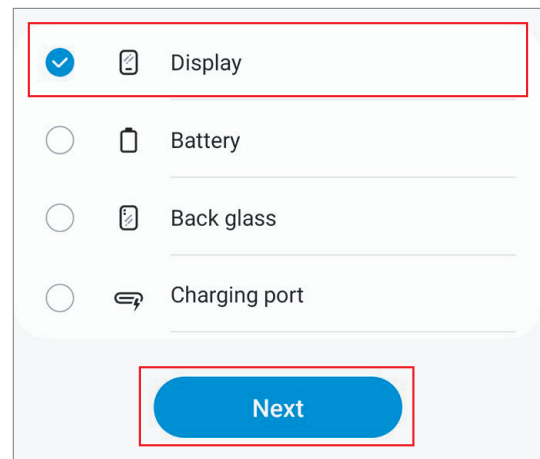 Display
Battery
Back glass
Charging port
Next